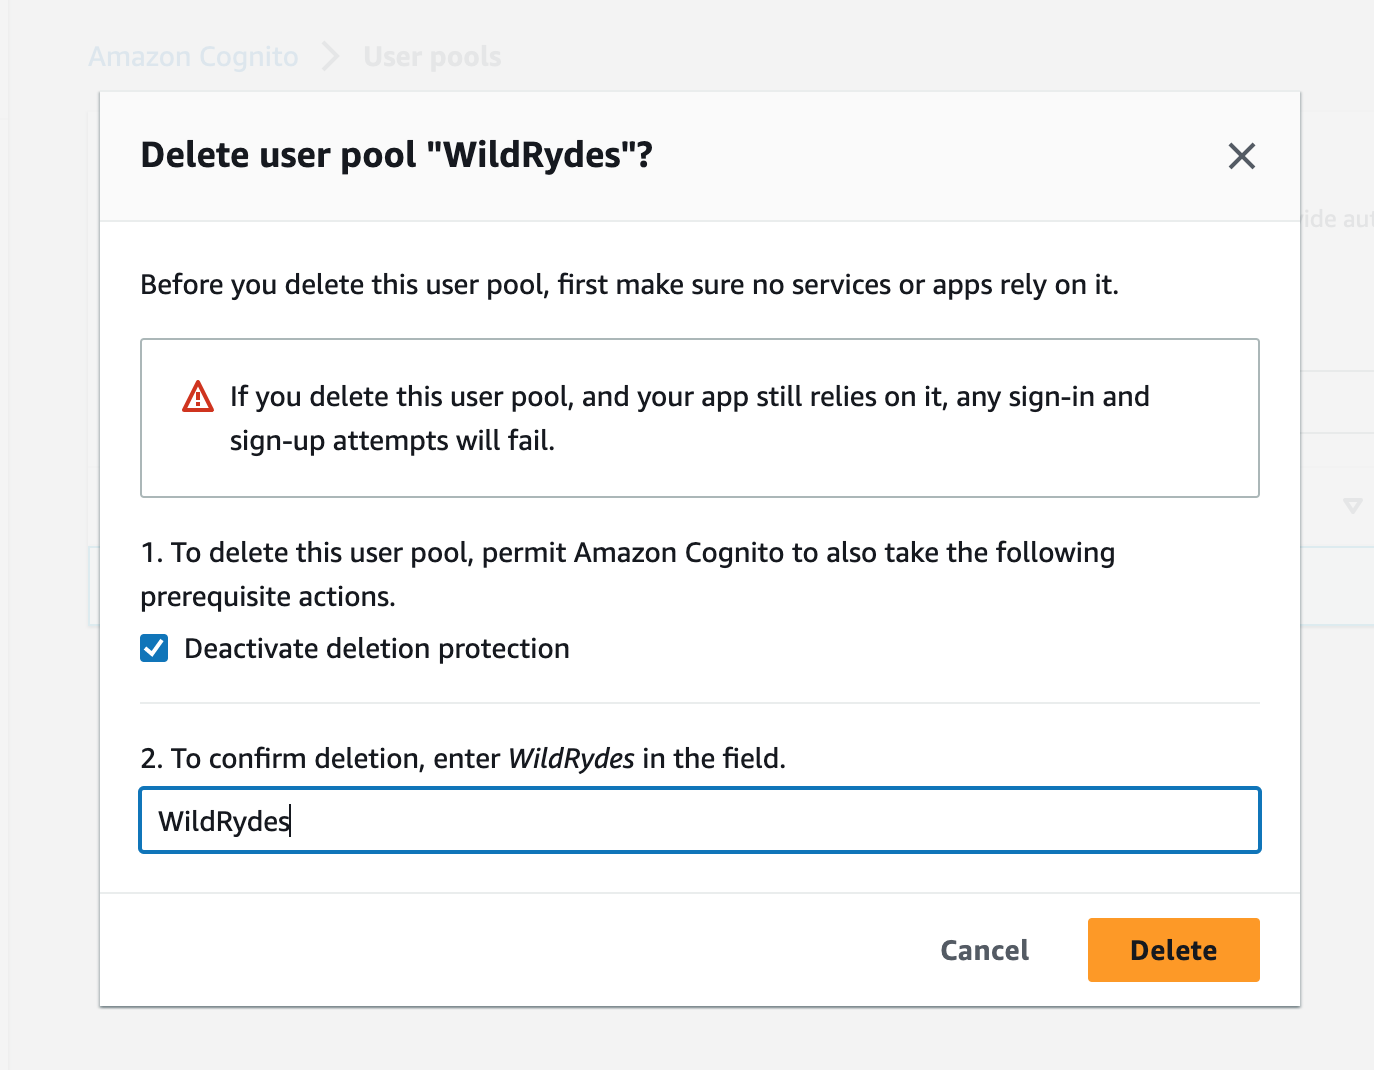 Amazon Cognito
User pools
Delete user pool "WildRydes"?
Before you delete this user pool, first make sure no services or apps rely on it.
If you delete this user pool, and your app still relies on it, any sign-in and
sign-up attempts will fail.
1. To delete this user pool, permit Amazon Cognito to also take the following
prerequisite actions.
Deactivate deletion protection
2. To confirm deletion, enter WildRydes in the field.
WildRydes
Cancel
Delete